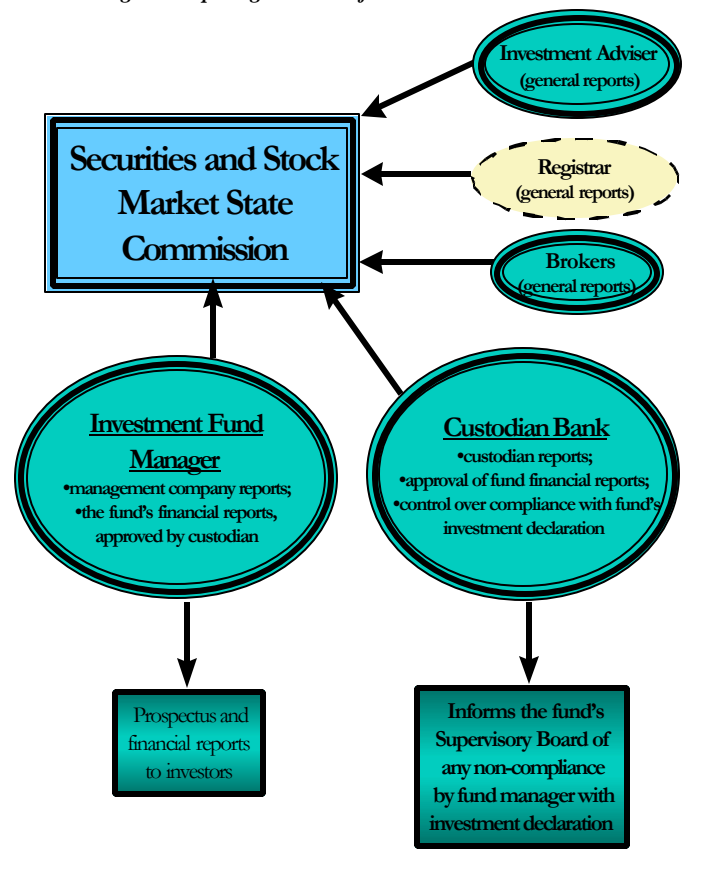 Investment Adviser
(general reports)
Securities and Stock
Market State
Commission
Registrar
(general reports)
Brokers
(general reports)
Investment Fund
Manager
•management company reports;
•the fund's financial reports,
approved by custodian
Custodian Bank
•custodian reports;
•approval of fund financial reports;
•control over compliance with fund's
investment declaration
Prospectus and
financial reports
to investors
Informs the fund's
Supervisory Board of
any non-compliance
by fund manager with
investment declaration